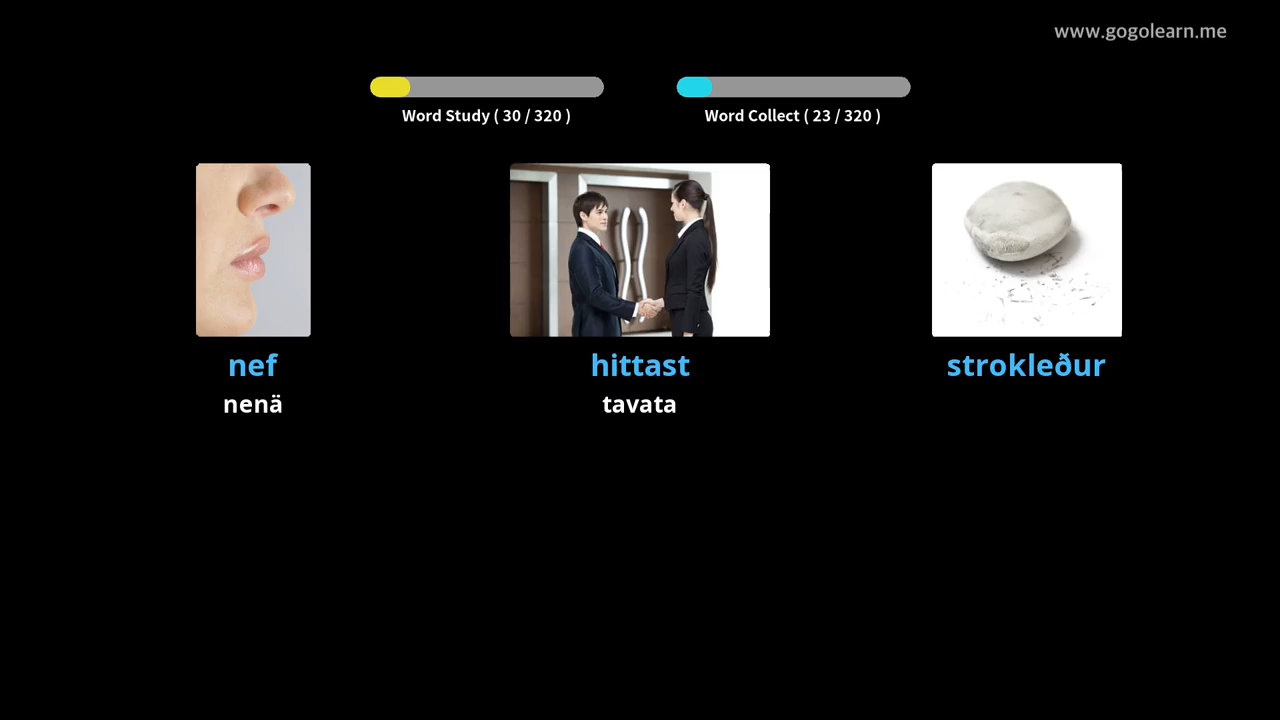 www.gogolearn.me
Word Study ( 30 / 320 )
Word Collect ( 23 / 320 )
nef
nenä
hittast
tavata
strokleður